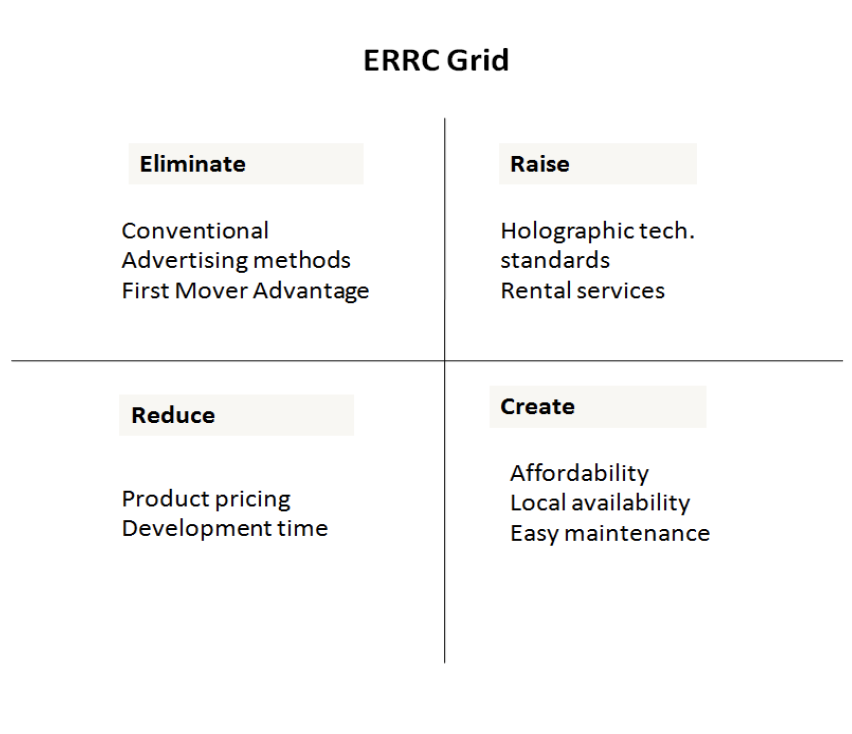 ERRC Grid
Eliminate
Conventional
Advertising methods
First Mover Advantage
Raise
Holographic tech.
standards
Rental services
Reduce
Product pricing
Development time
Create
Affordability
Local availability
Easy maintenance